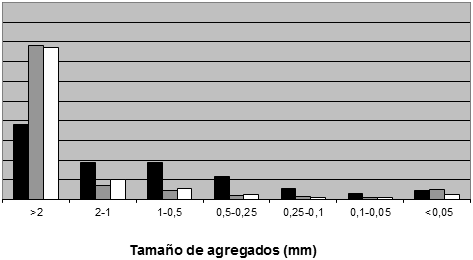 >2 2-1 1-0,5 0,5-0,25 0,25-0,1 0,1-0,05 <0,05
Tamaño de agregados (mm)